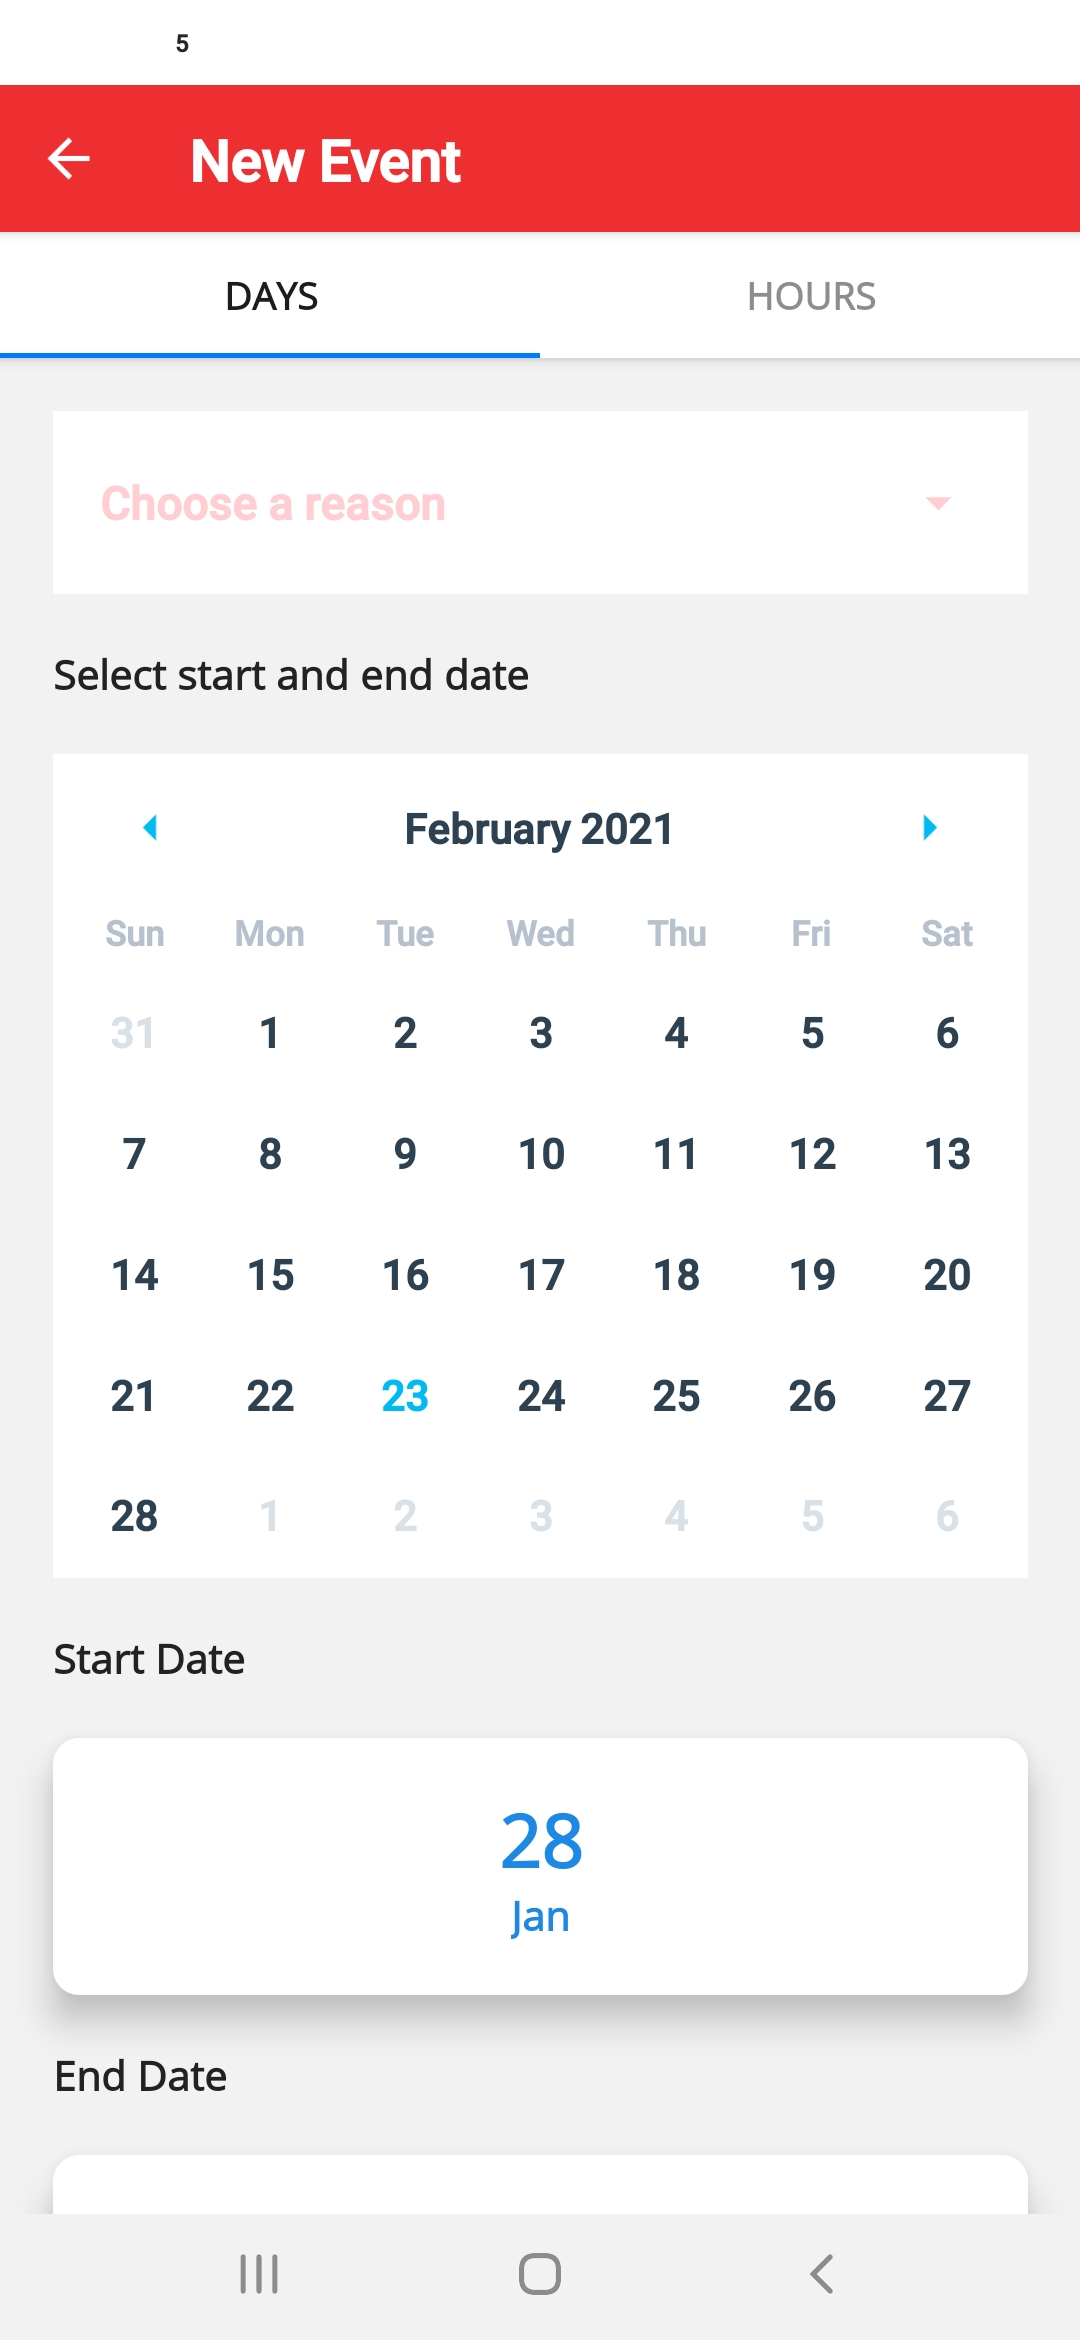 5
New Event
DAYS HOURS
Choose a reason
Select start and end date
February 2021
Sun Mon Tue Wed Thu Fri Sat
31 1 2 3 4 5 6
7 8 9 10 11 12 13
14 15 16 17 18 19 20
21 22 23 24 25 26 27
28 1 2 3 4 5 6
Start Date
28
Jan
End Date